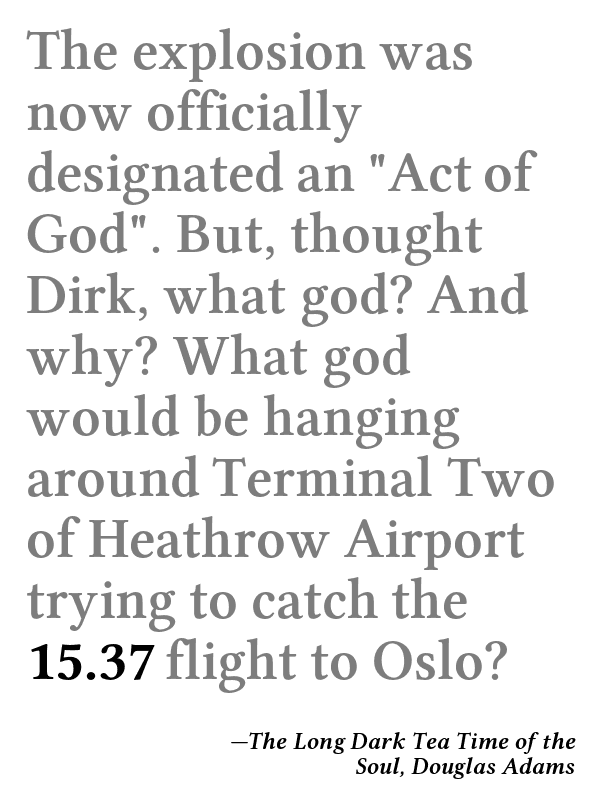 The explosion was
now officially
designated an "Act of
God". But, thought
Dirk, what god? And
why? What god
would be hanging
around Terminal Two
of Heathrow Airport
trying to catch the
15.37 flight to Oslo?
—The Long Dark Tea Time of the
Soul, Douglas Adams